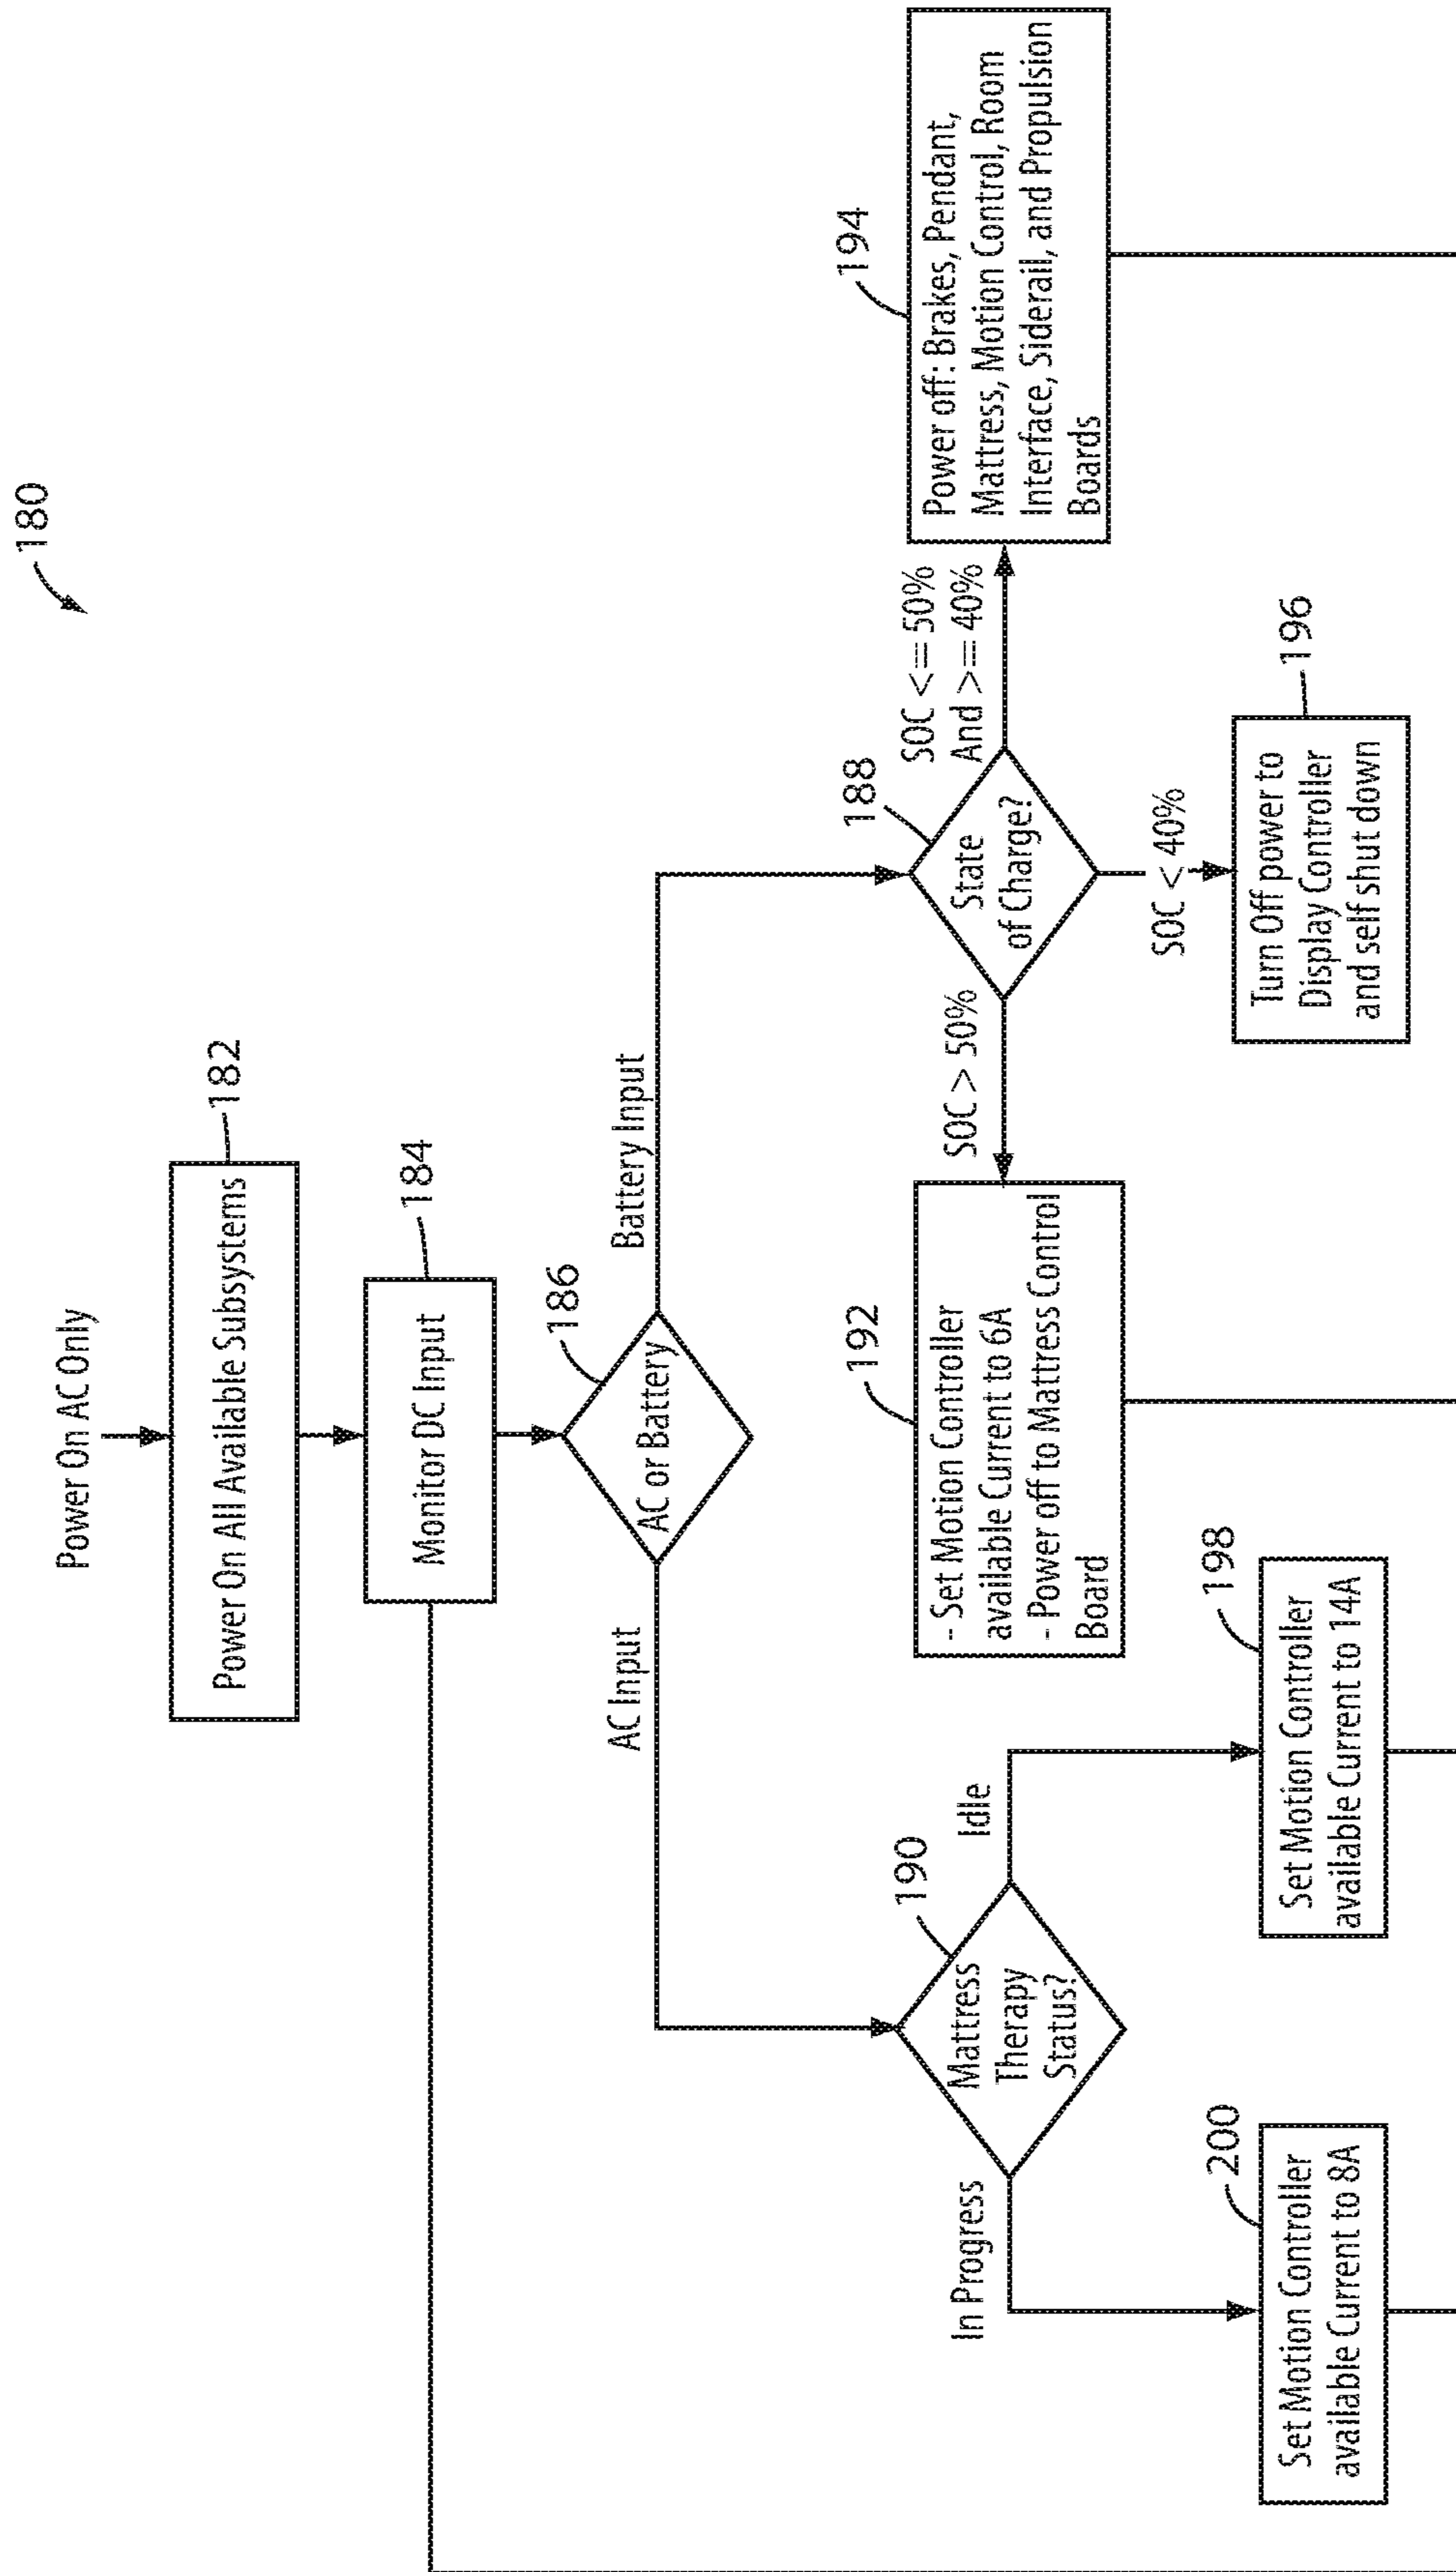 180
Power On AC Only
182
Power On All Available Subsystems
184
Monitor DC Input
186
AC or Battery
AC Input
Battery Input
190
Mattress
Therapy
Status?
In Progress
Idle
192
- Set Motion Controller
available Current to 6A
- Power off to Mattress Control
Board
SOC > 50%
188
State
of Charge?
SOC <= 50%
And >= 40%
194
Power off: Brakes, Pendant,
Mattress, Motion Control, Room
Interface, Siderail, and Propulsion
Boards
SOC < 40%
200
Set Motion Controller
available Current to 8A
198
Set Motion Controller
available Current to 14A
196
Turn Off power to
Display Controller
and self shut down